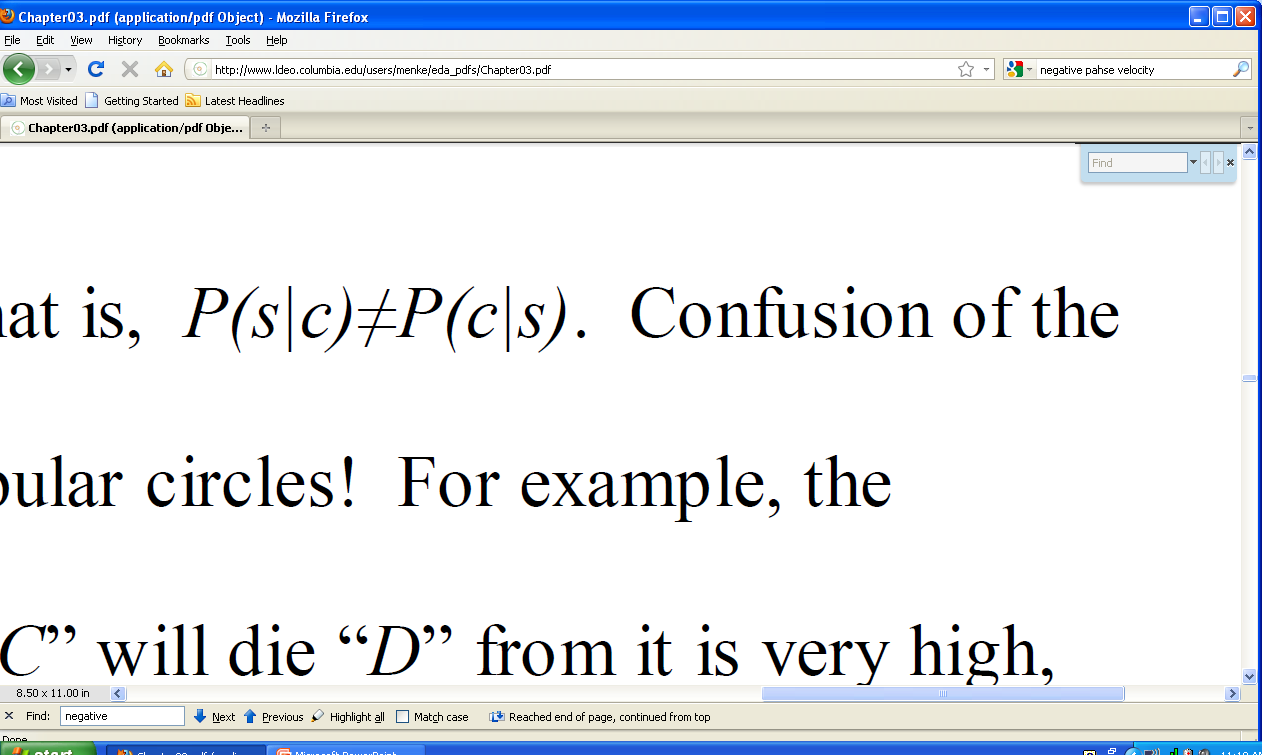 Chapter03.pdf (application/pdf Object) - Mozilla Firefox
File Edit View History Bookmarks Tools Help
http://www.ldeo.columbia.edu/users/menke/eda_pdfs/Chapter03.pdf negative pahse velocity
Most Visited Getting Started Latest Headlines
Chapter03.pdf (application/pdf Obje...
Find
hat is, P(s|c)≠P(c|s). Confusion of the
pular circles! For example, the
C” will die “D” from it is very high,
8.50 x 11.00 in
Find: negative Next Previous Highlight all Match case Reached end of page, continued from top
Done
start Microsoft PowerPoint